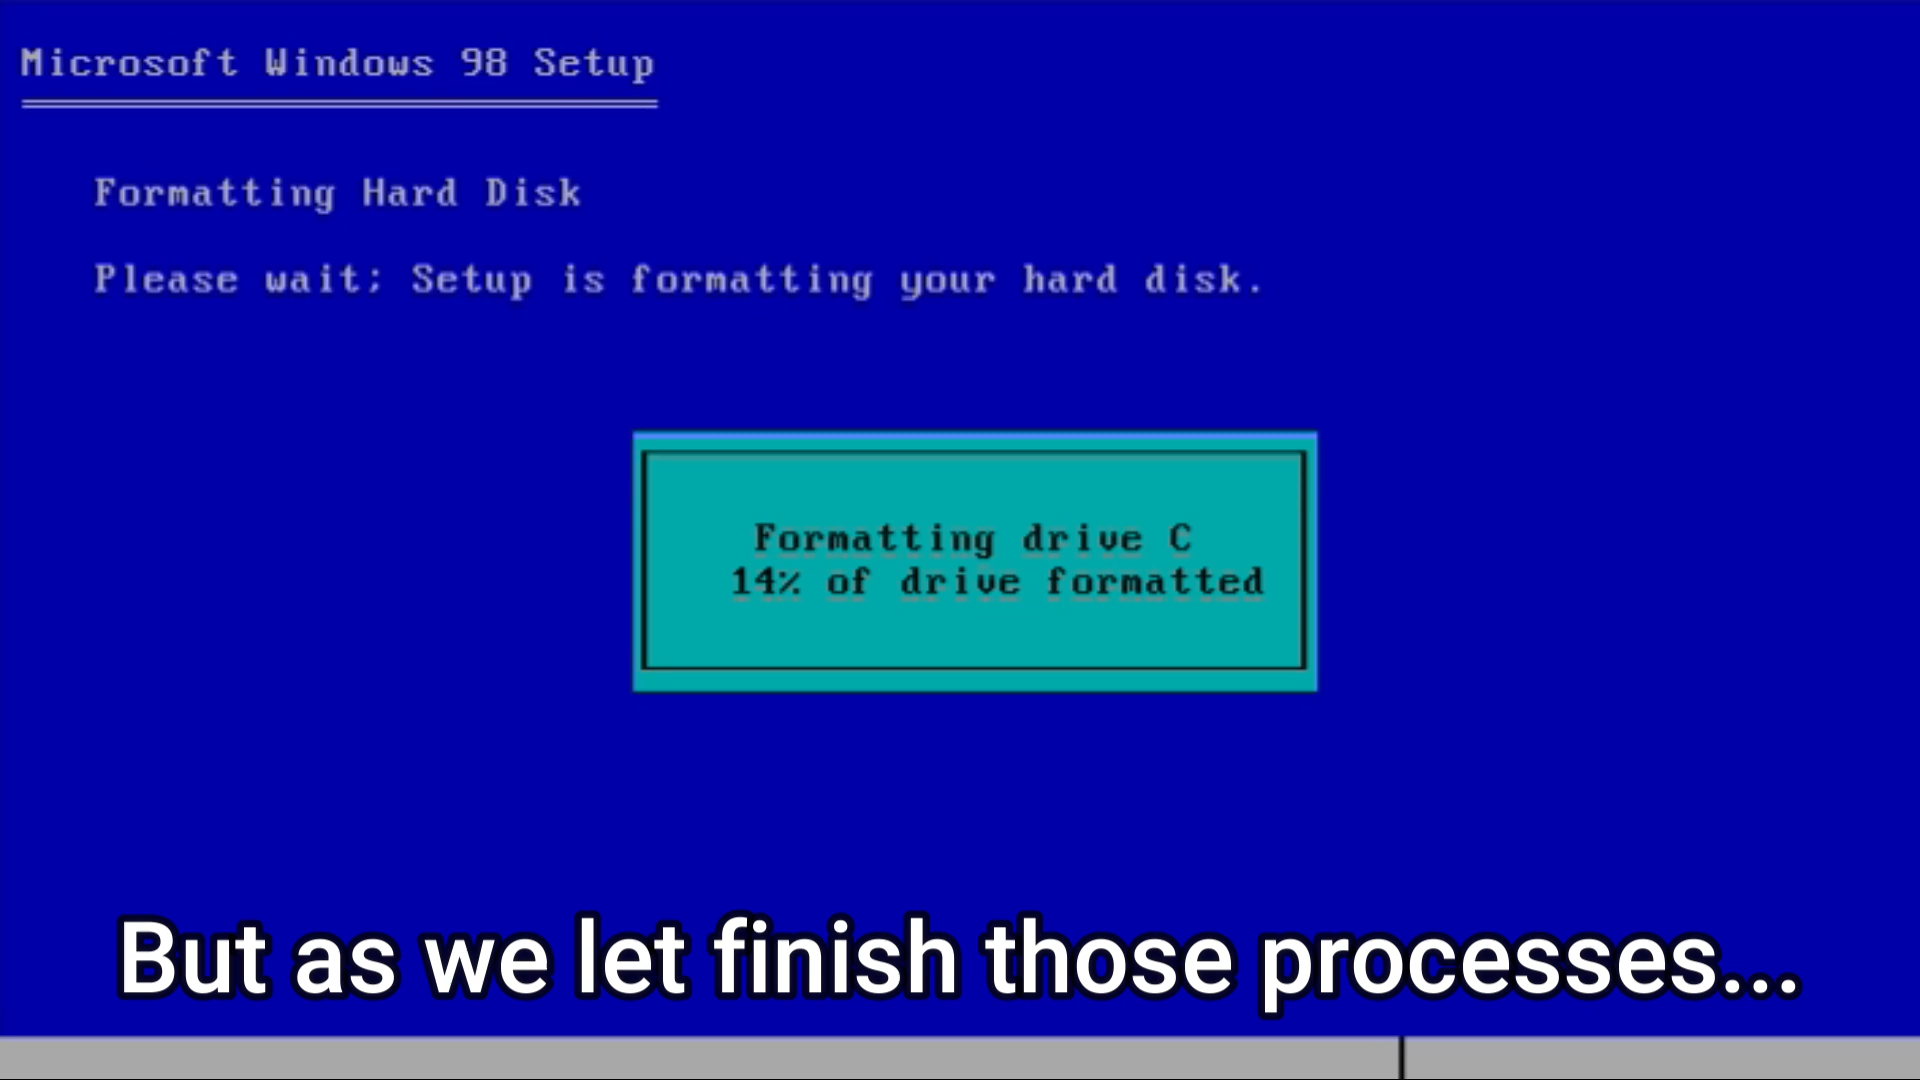 Microsoft Windows 98 Setup
Formatting Hard Disk
Please wait; Setup is formatting your hard disk.
Formatting drive C
14% of drive formatted
But as we let finish those processes...